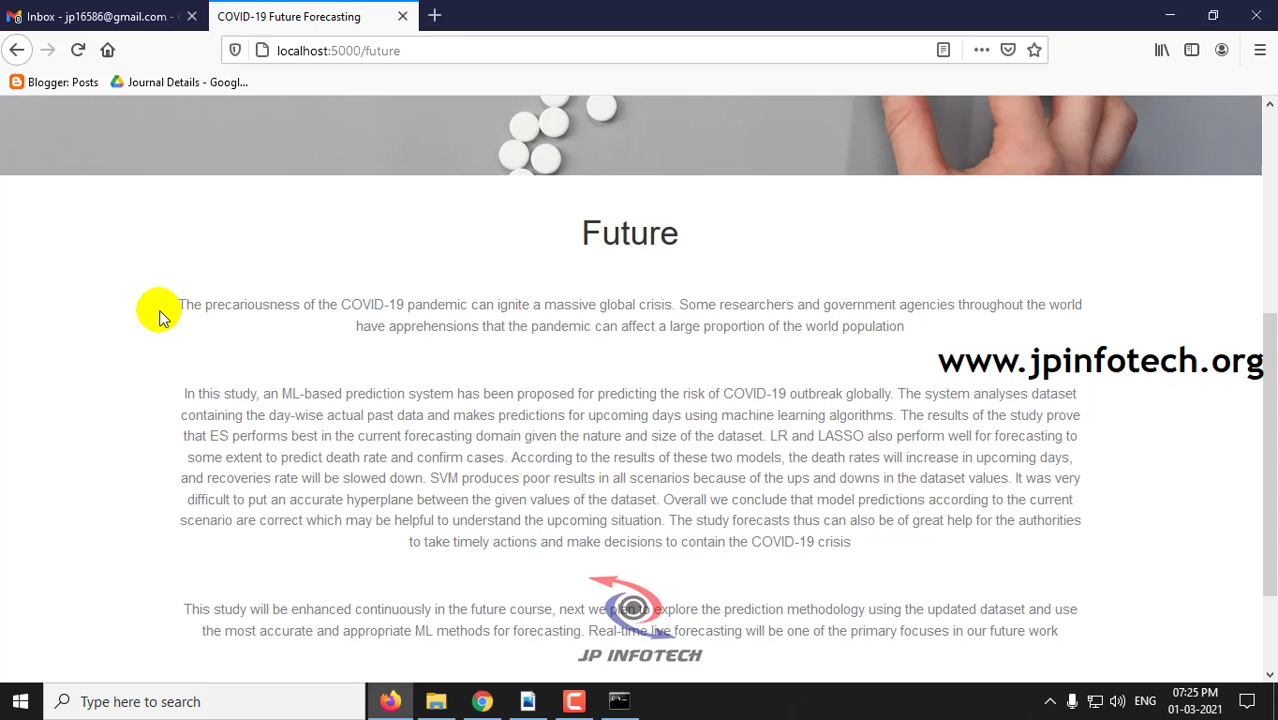 Inbox - jp16586@gmail.com -
COVID-19 Future Forecasting
localhost:5000/future
Blogger: Posts
Journal Details - Googl...
Future
The precariousness of the COVID-19 pandemic can ignite a massive global crisis. Some researchers and government agencies throughout the world
have apprehensions that the pandemic can affect a large proportion of the world population
www.jpinfotech.org
In this study, an ML-based prediction system has been proposed for predicting the risk of COVID-19 outbreak globally. The system analyses dataset
containing the day-wise actual past data and makes predictions for upcoming days using machine learning algorithms. The results of the study prove
that ES performs best in the current forecasting domain given the nature and size of the dataset. LR and LASSO also perform well for forecasting to
some extent to predict death rate and confirm cases. According to the results of these two models, the death rates will increase in upcoming days,
and recoveries rate will be slowed down. SVM produces poor results in all scenarios because of the ups and downs in the dataset values. It was very
difficult to put an accurate hyperplane between the given values of the dataset. Overall we conclude that model predictions according to the current
scenario are correct which may be helpful to understand the upcoming situation. The study forecasts thus can also be of great help for the authorities
to take timely actions and make decisions to contain the COVID-19 crisis
This study will be enhanced continuously in the future course, next we plan to explore the prediction methodology using the updated dataset and use
the most accurate and appropriate ML methods for forecasting. Real-time live forecasting will be one of the primary focuses in our future work
JP INFOTECH
Type here to search
ENG
07:25 PM
01-03-2021